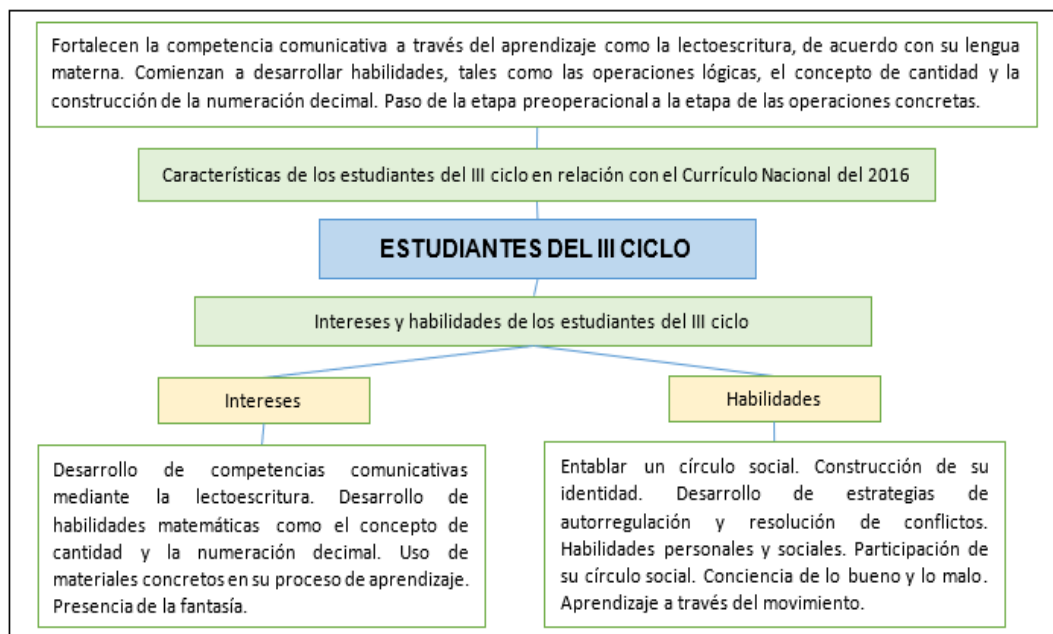 Fortalecen la competencia comunicativa a través del aprendizaje como la lectoescritura, de acuerdo con su lengua
materna. Comienzan a desarrollar habilidades, tales como las operaciones lógicas, el concepto de cantidad y la
construcción de la numeración decimal. Paso de la etapa preoperacional a la etapa de las operaciones concretas.
Características de los estudiantes del III ciclo en relación con el Currículo Nacional del 2016
ESTUDIANTES DEL III CICLO
Intereses y habilidades de los estudiantes del III ciclo
Intereses
Desarrollo de competencias comunicativas
mediante la lectoescritura. Desarrollo de
habilidades matemáticas como el concepto de
cantidad y la numeración decimal. Uso de
materiales concretos en su proceso de aprendizaje.
Presencia de la fantasía.
Habilidades
Entablar un círculo social. Construcción de su
identidad. Desarrollo de estrategias de
autorregulación y resolución de conflictos.
Habilidades personales y sociales. Participación de
su círculo social. Conciencia de lo bueno y lo malo.
Aprendizaje a través del movimiento.